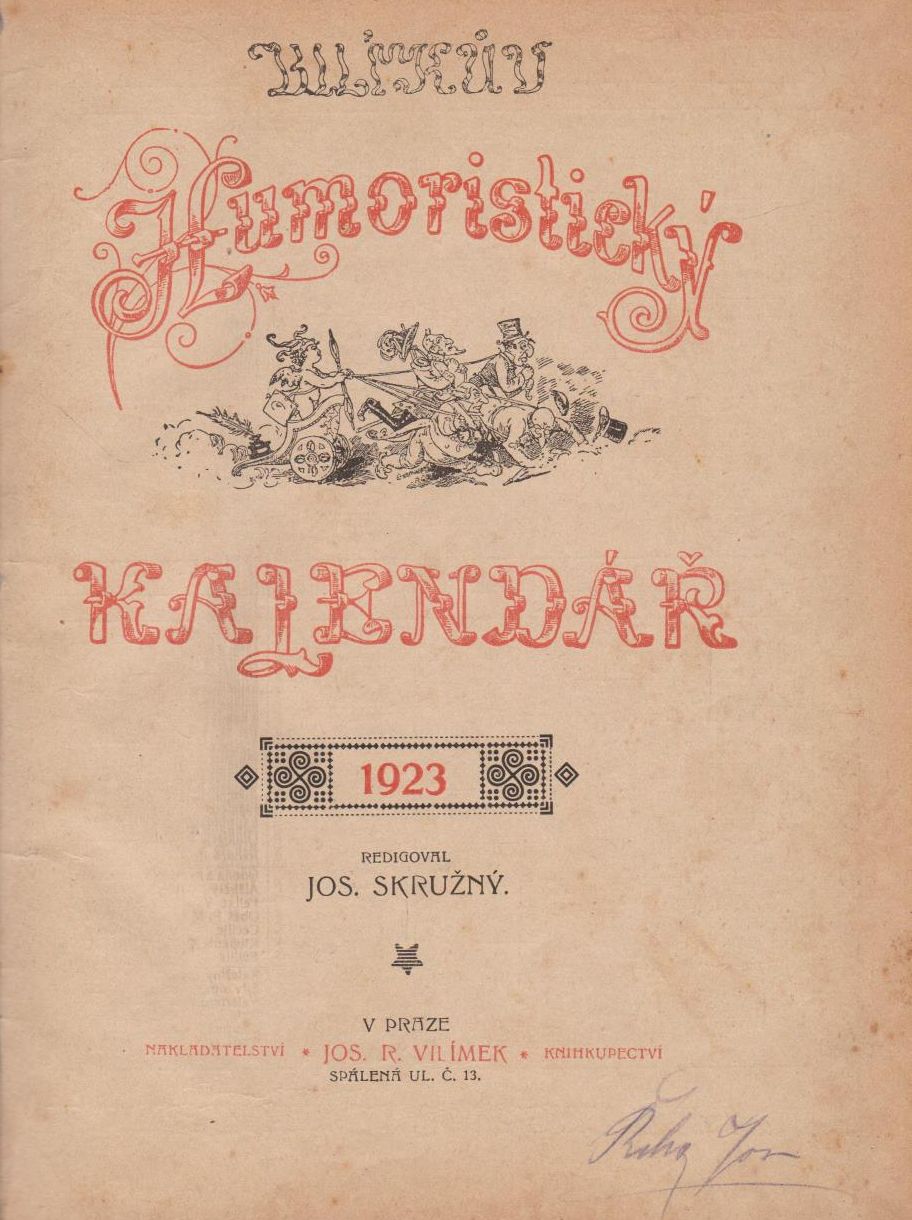 VILÍMKŮV
Humoristický
KALENDÁŘ
1923
REDIGOVAL
JOS. SKRUŽNÝ.
V PRAZE
NAKLADATELSTVÍ * JOS. R. VILÍMEK * KNIHKUPECTVÍ
SPÁLENÁ UL. Č. 13.